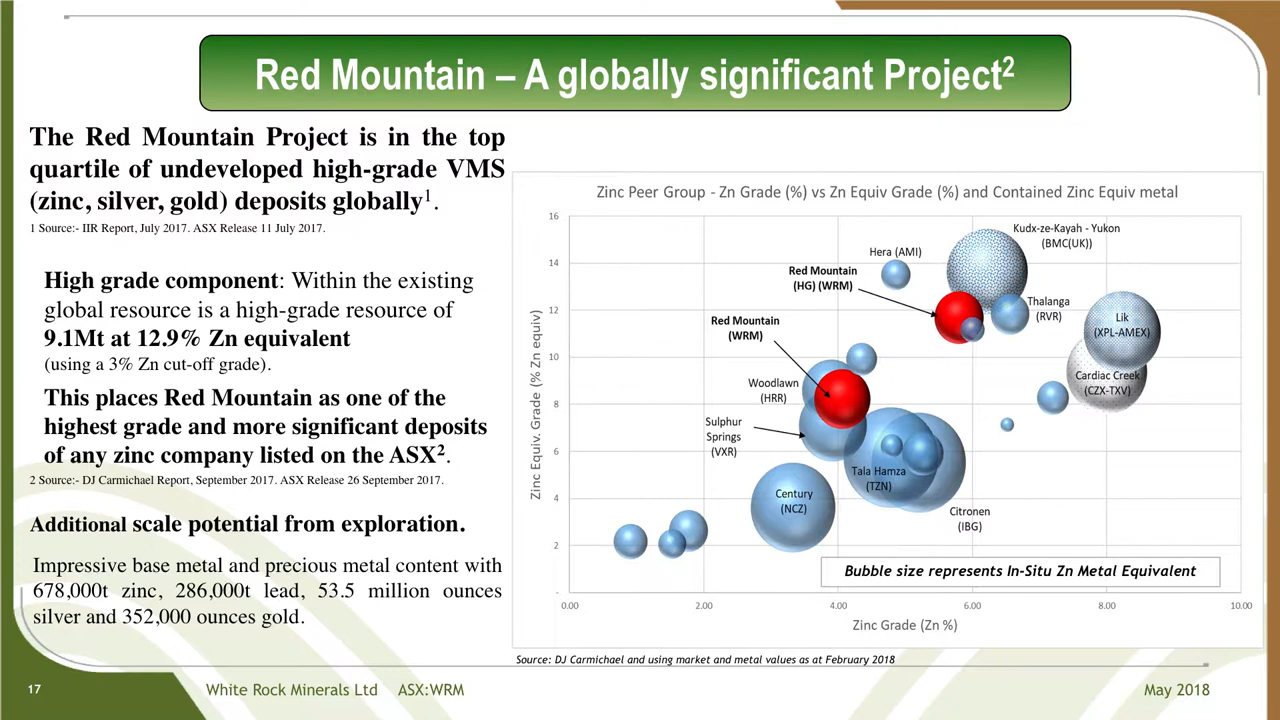 Red Mountain – A globally significant Project2
The Red Mountain Project is in the top
quartile of undeveloped high-grade VMS
(zinc, silver, gold) deposits globally1.
1 Source:- IIR Report, July 2017. ASX Release 11 July 2017.
High grade component: Within the existing
global resource is a high-grade resource of
9.1Mt at 12.9% Zn equivalent
(using a 3% Zn cut-off grade).
This places Red Mountain as one of the
highest grade and more significant deposits
of any zinc company listed on the ASX2.
2 Source:- DJ Carmichael Report, September 2017. ASX Release 26 September 2017.
Additional scale potential from exploration.
Impressive base metal and precious metal content with
678,000t zinc, 286,000t lead, 53.5 million ounces
silver and 352,000 ounces gold.
Zinc Peer Group - Zn Grade (%) vs Zn Equiv Grade (%) and Contained Zinc Equiv metal
Zinc Equiv. Grade (% Zn equiv)
16
14
12
10
8
6
4
2
-
Kudx-ze-Kayah - Yukon
(BMC(UK))
Hera (AMI)
Red Mountain
(HG) (WRM)
Thalanga
(RVR)
Lik
(XPL-AMEX)
Red Mountain
(WRM)
Cardiac Creek
(CZX-TXV)
Woodlawn
(HRR)
Sulphur
Springs
(VXR)
Tala Hamza
(TZN)
Century
(NCZ)
Citronen
(IBG)
Bubble size represents In-Situ Zn Metal Equivalent
0.00 2.00 4.00 6.00 8.00 10.00
Zinc Grade (Zn %)
Source: DJ Carmichael and using market and metal values as at February 2018
17 White Rock Minerals Ltd ASX:WRM May 2018